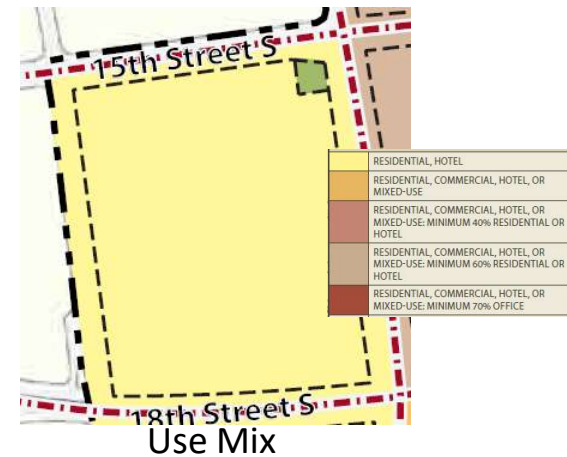 15th Street S
RESIDENTIAL, HOTEL
RESIDENTIAL, COMMERCIAL, HOTEL, OR
MIXED-USE
RESIDENTIAL, COMMERCIAL, HOTEL, OR
MIXED-USE: MINIMUM 40% RESIDENTIAL OR
HOTEL
RESIDENTIAL, COMMERCIAL, HOTEL, OR
MIXED-USE: MINIMUM 60% RESIDENTIAL OR
HOTEL
RESIDENTIAL, COMMERCIAL, HOTEL, OR
MIXED-USE: MINIMUM 70% OFFICE
18th Street S
Use Mix